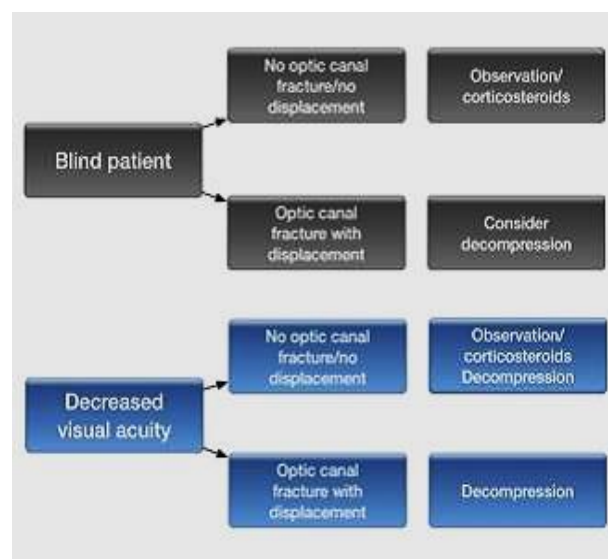 No optic canal
fracture/no
displacement
Observation/
corticosteroids
Blind patient
Optic canal
fracture with
displacement
Consider
decompression
No optic canal
fracture/no
displacement
Observation/
corticosteroids
Decompression
Decreased
visual acuity
Optic canal
fracture with
displacement
Decompression